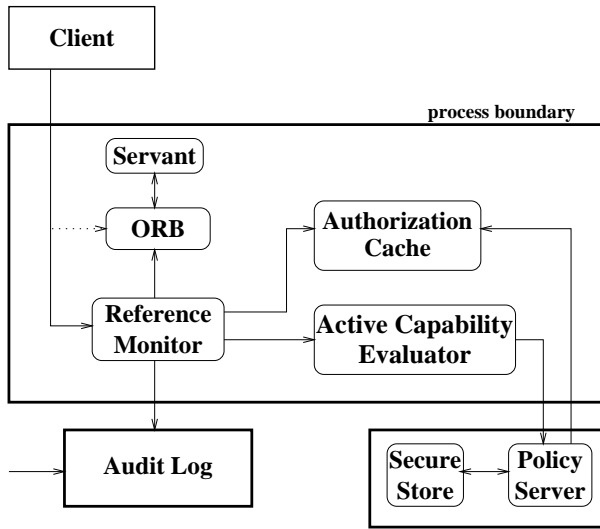 Client
process boundary
Servant
ORB
Authorization
Cache
Reference
Monitor
Active Capability
Evaluator
Audit Log
Secure
Store
Policy
Server